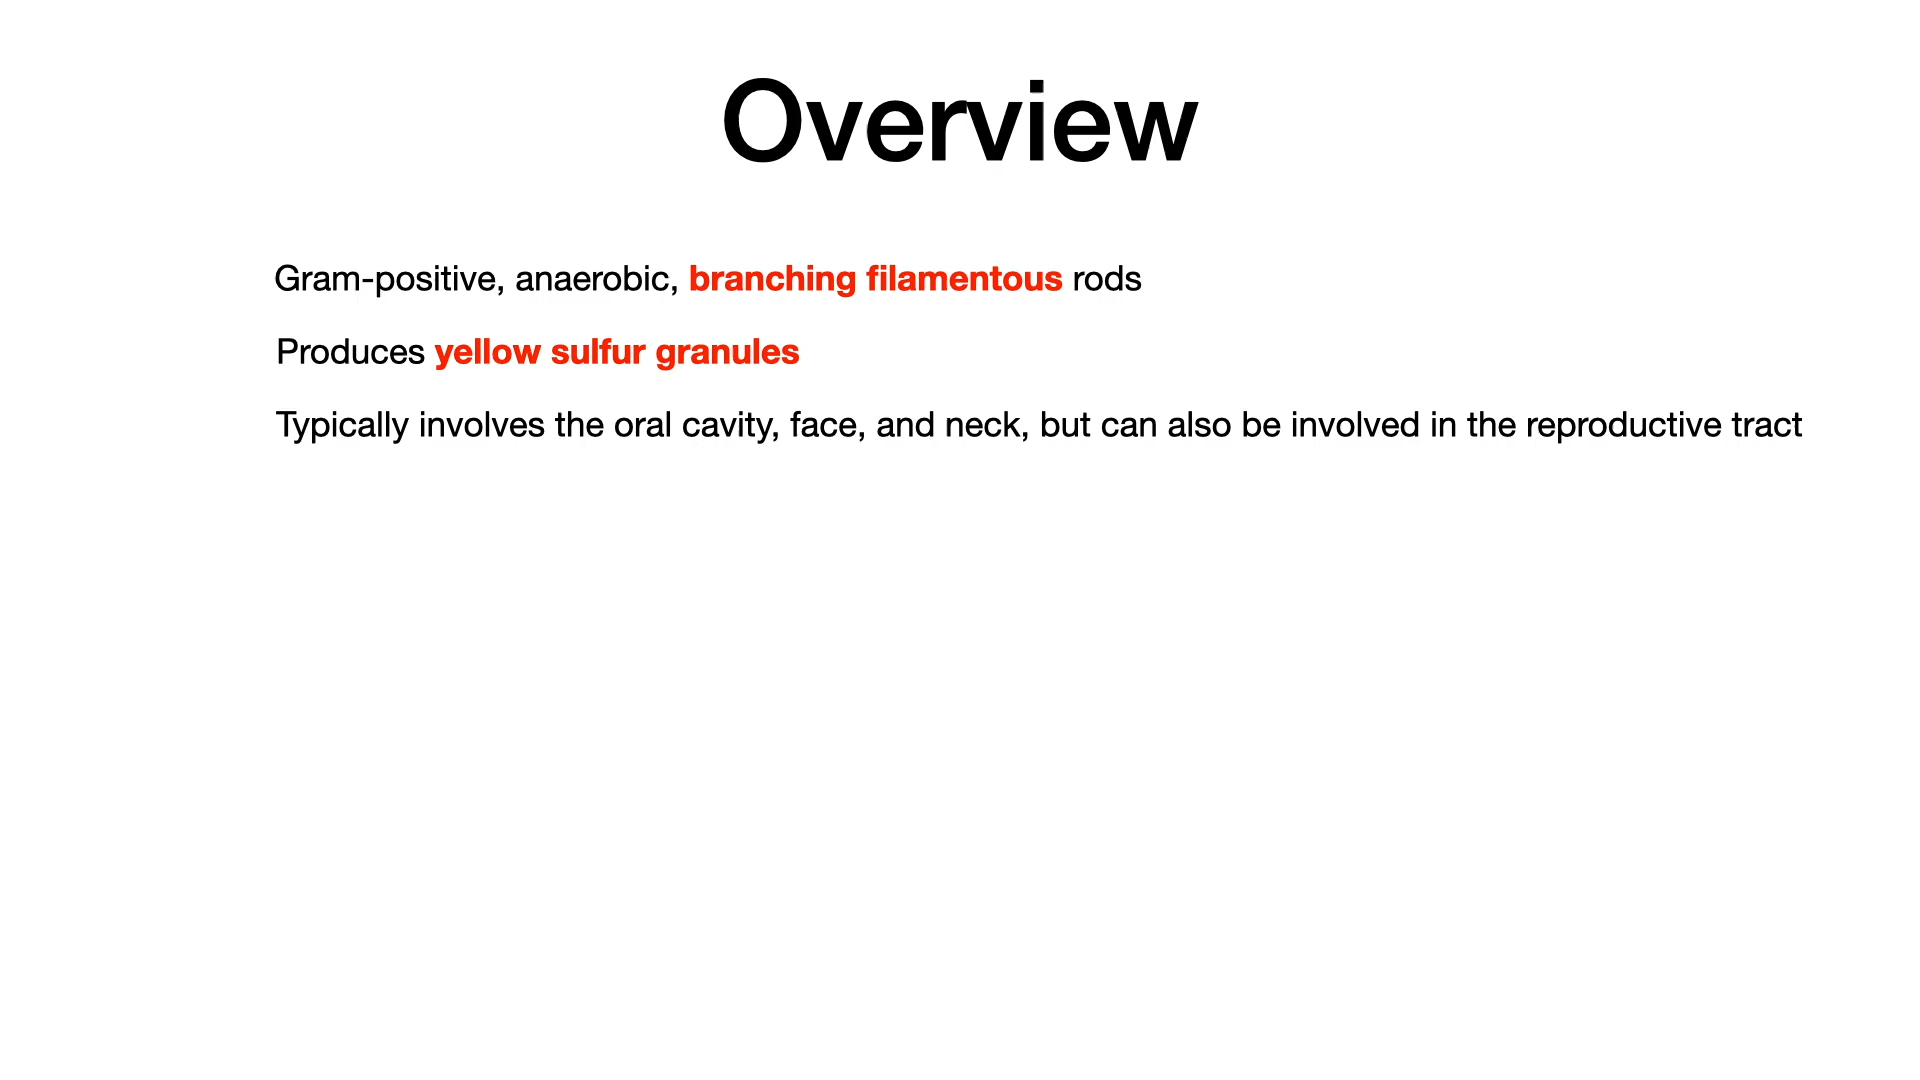 Overview
Gram-positive, anaerobic, branching filamentous rods
Produces yellow sulfur granules
Typically involves the oral cavity, face, and neck, but can also be involved in the reproductive tract